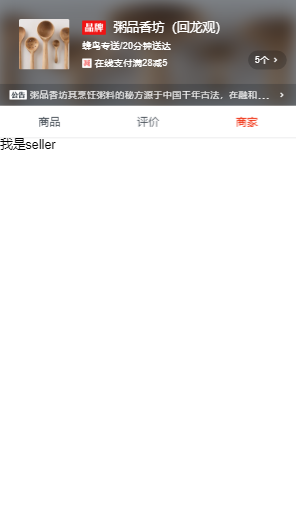 品牌 粥品香坊（回龙观）
蜂鸟专送/20分钟送达
减 在线支付满28减5
5个 >
公告 粥品香坊其烹饪粥料的秘方源于中国千年古法，在融和... >
商品 评价 商家
我是seller